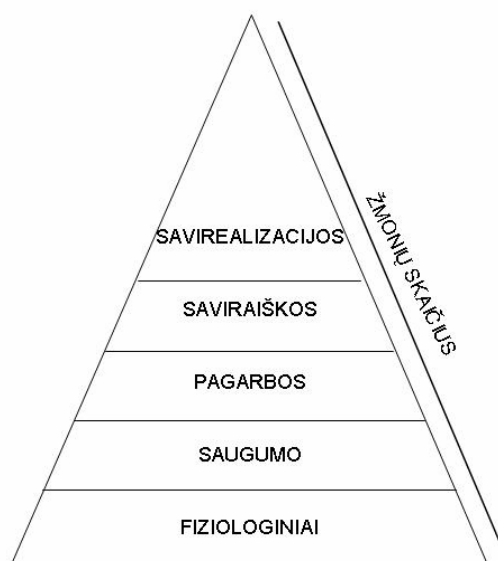 SAVIREALIZACIJOS
SAVIRAIŠKOS
PAGARBOS
SAUGUMO
FIZIOLOGINIAI
ŽMONIŲ SKAIČIUS